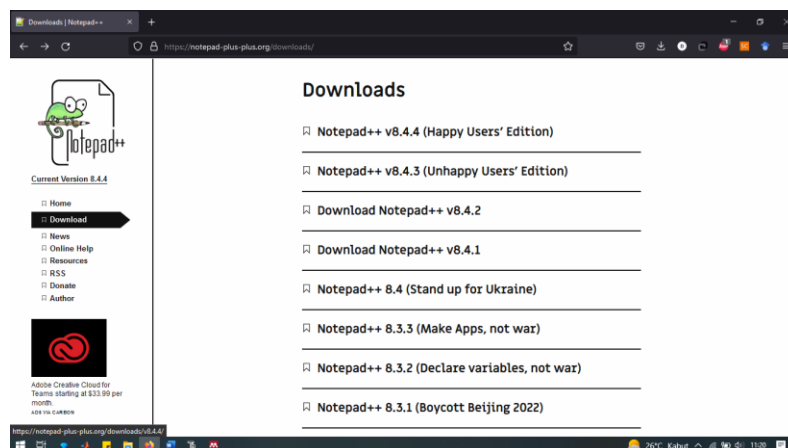 Downloads | Notepad++
https://notepad-plus-plus.org/downloads/
Notepad++
Current Version 8.4.4
Home
Download
News
Online Help
Resources
RSS
Donate
Author
Adobe Creative Cloud for
Teams starting at $33.99 per
month.
ADS VIA CARBON
Downloads
Notepad++ v8.4.4 (Happy Users’ Edition)
Notepad++ v8.4.3 (Unhappy Users’ Edition)
Download Notepad++ v8.4.2
Download Notepad++ v8.4.1
Notepad++ 8.4 (Stand up for Ukraine)
Notepad++ 8.3.3 (Make Apps, not war)
Notepad++ 8.3.2 (Declare variables, not war)
Notepad++ 8.3.1 (Boycott Beijing 2022)
https://notepad-plus-plus.org/downloads/v8.4.4/
26°C Kabut
11:20